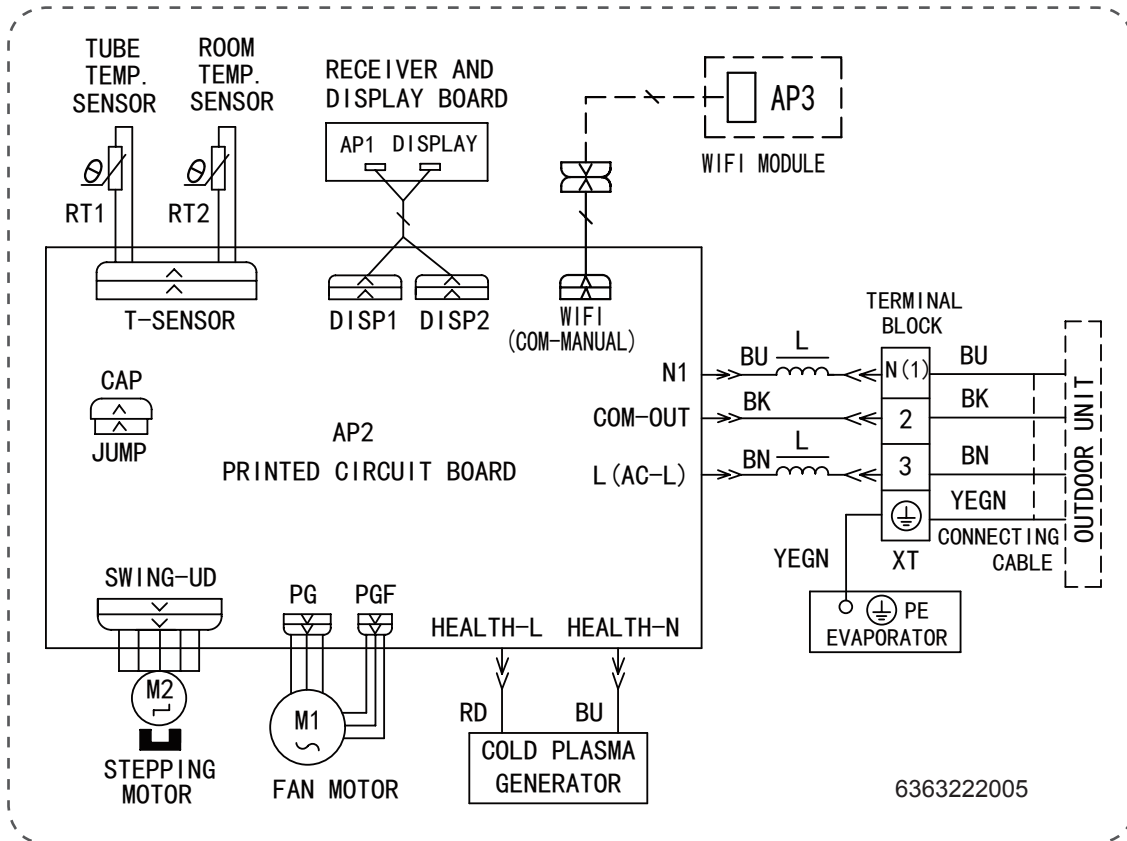 TUBE
TEMP.
SENSOR
ROOM
TEMP.
SENSOR
RECEIVER AND
DISPLAY BOARD
AP1 DISPLAY
AP3
WIFI MODULE
RT1
RT2
T-SENSOR
DISP1
DISP2
WIFI
(COM-MANUAL)
TERMINAL
BLOCK
CAP
JUMP
AP2
PRINTED CIRCUIT BOARD
N1
BU
L
N(1)
BU
COM-OUT
BK
2
BK
L(AC-L)
BN
L
3
BN
YEGN
OUTDOOR UNIT
CONNECTING
CABLE
XT
YEGN
PE
EVAPORATOR
SWING-UD
PG
PGF
HEALTH-L
HEALTH-N
M2
M1
RD
BU
STEPPING
MOTOR
FAN MOTOR
COLD PLASMA
GENERATOR
6363222005